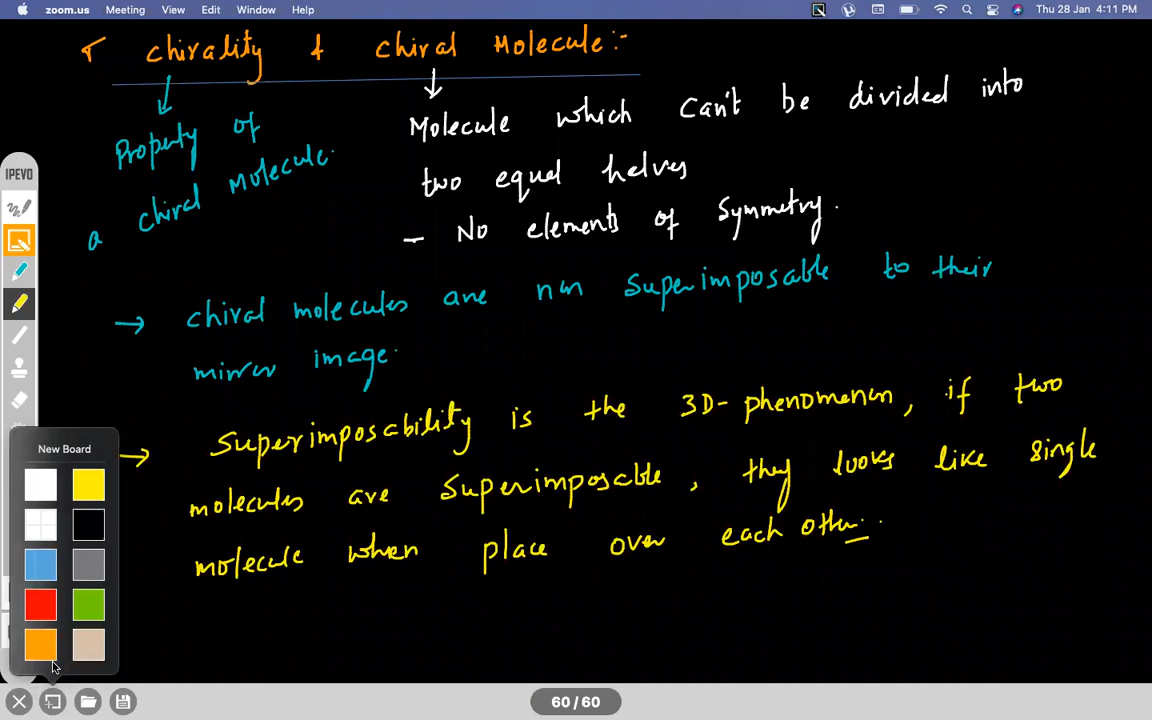 zoom.us Meeting View Edit Window Help Thu 28 Jan 4:11 PM
chirality & chiral Molecule:-
Property of
chiral Molecule.
a
Molecule which Can't be divided into
two equal halves
- No elements of Symmetry.
→ chiral molecules are non superimposable to their
mirror image.
→ Superimposability is the 3D-phenomenon, if two
molecules are Superimposable, they looks like single
molecule when place over each other.
IPEVO
New Board
60/60